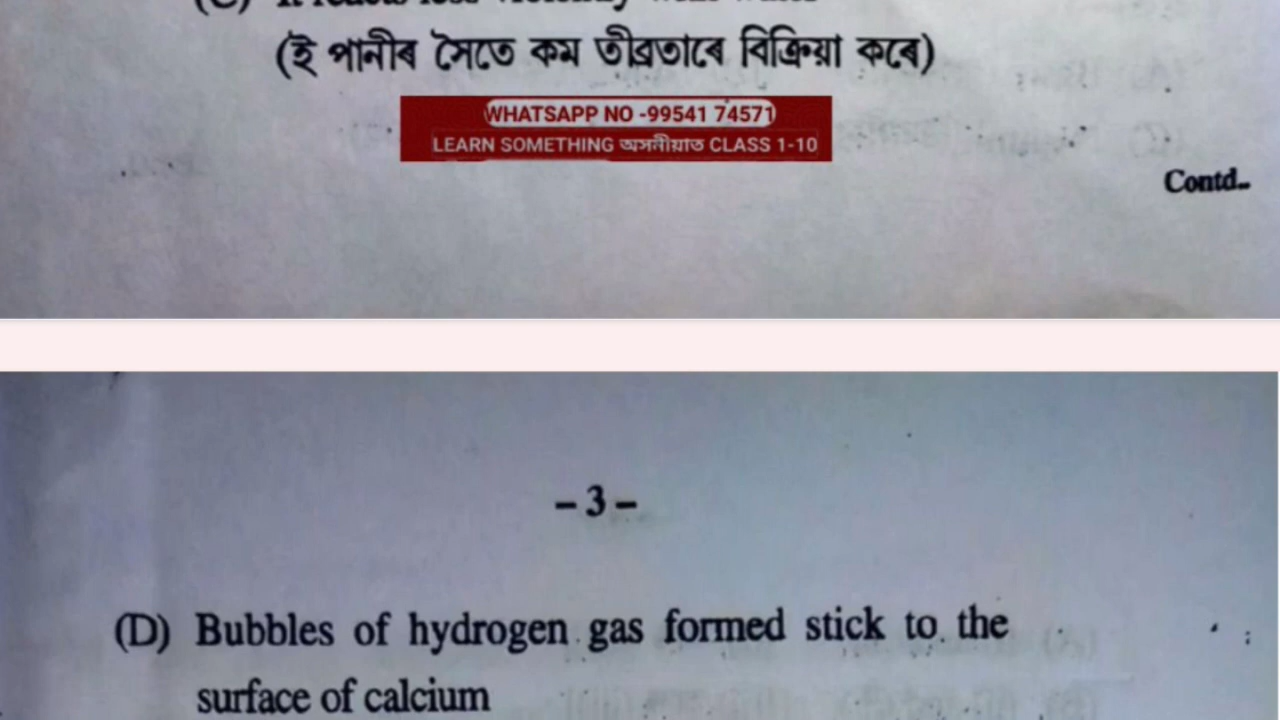 (ই পানীৰ সৈতে কম তীব্ৰতাৰে বিক্ৰিয়া কৰে)
WHATSAPP NO -99541 74571
LEARN SOMETHING অসমীয়াত CLASS 1-10
Contd..
– 3 –
(D) Bubbles of hydrogen gas formed stick to the
surface of calcium